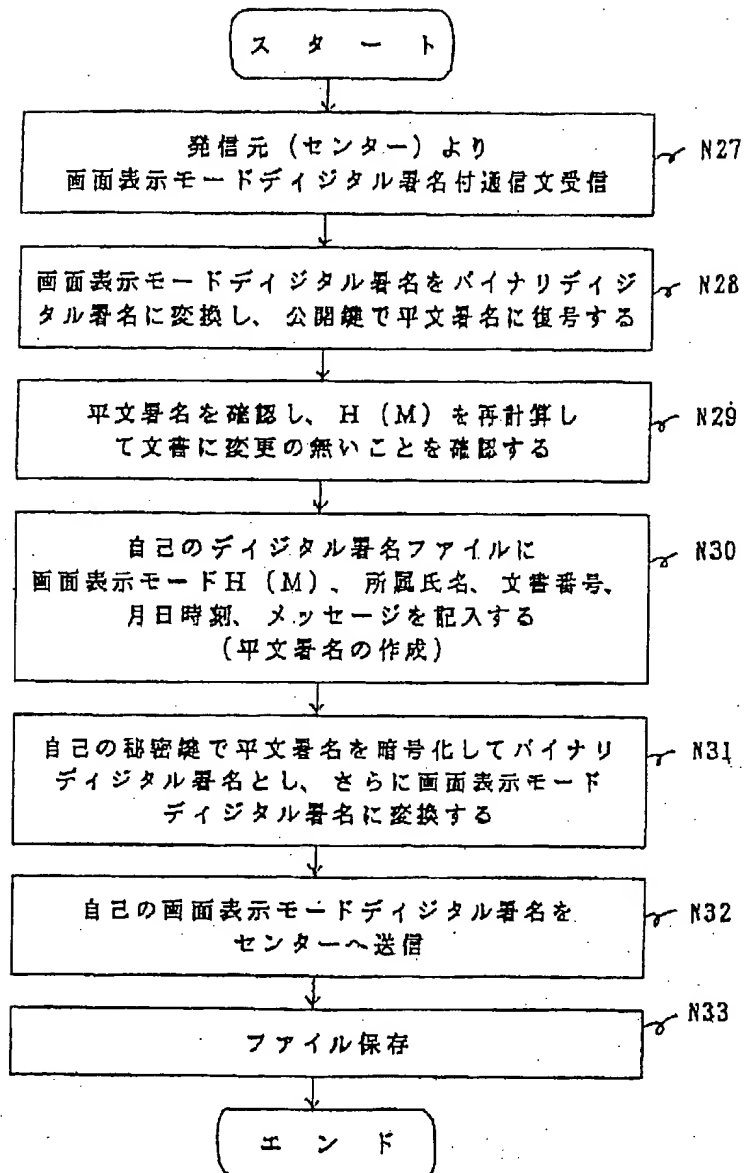 スタート
発信元（センター）より
画面表示モードディジタル署名付通信文受信
N27
画面表示モードディジタル署名をバイナリディジ
タル署名に変換し、公開鍵で平文署名に復号する
N28
平文署名を確認し、H（M）を再計算し
て文書に変更の無いことを確認する
N29
自己のディジタル署名ファイルに
画面表示モードH（M）、所属氏名、文書番号、
月日時刻、メッセージを記入する
（平文署名の作成）
N30
自己の秘密鍵で平文署名を暗号化してバイナリ
ディジタル署名とし、さらに画面表示モード
ディジタル署名に変換する
N31
自己の画面表示モードディジタル署名を
センターへ送信
N32
ファイル保存
N33
エンド